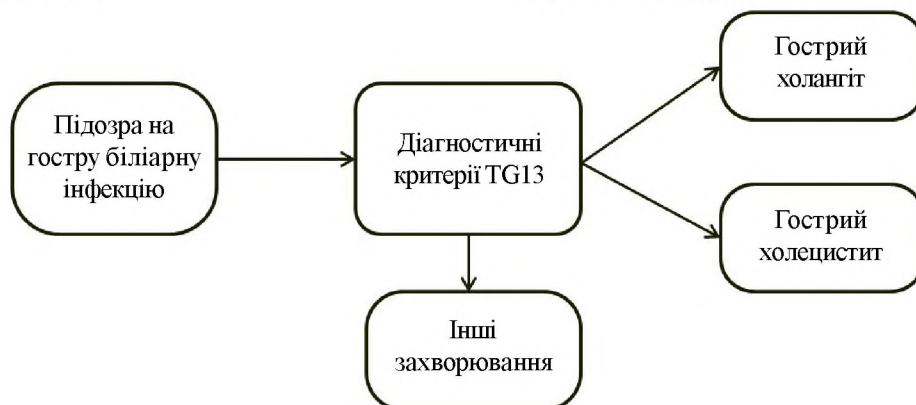 Підозра на
гостру біліарну
інфекцію
Діагностичні
критерії TG13
Гострий
холангіт
Гострий
холецистит
Інші
захворювання